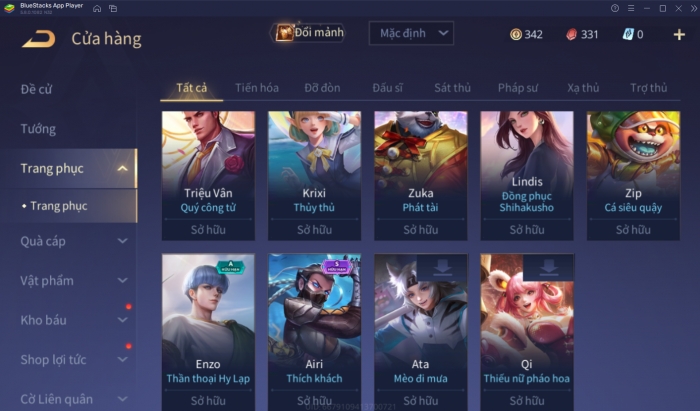 BlueStacks App Player
Cửa hàng
Đổi mảnh
Mặc định
342
331
0
Đề cử
Tướng
Trang phục
• Trang phục
Quà cáp
Vật phẩm
Kho báu
Shop lợi tức
Cờ Liên quân
Tất cả
Tiến hóa
Đỡ đòn
Đấu sĩ
Sát thủ
Pháp sư
Xạ thủ
Trợ thủ
Triệu Vân
Quý công tử
Sở hữu
Krixi
Thủy thủ
Sở hữu
Zuka
Phát tài
Sở hữu
Lindis
Đồng phục
Shihakusho
Sở hữu
Zip
Cá siêu quậy
Sở hữu
A
HỮU HẠN
Enzo
Thần thoại Hy Lạp
Sở hữu
S
HỮU HẠN
Airi
Thích khách
Sở hữu
Ata
Mèo đi mưa
Sở hữu
Qi
Thiếu nữ pháo hoa
Sở hữu